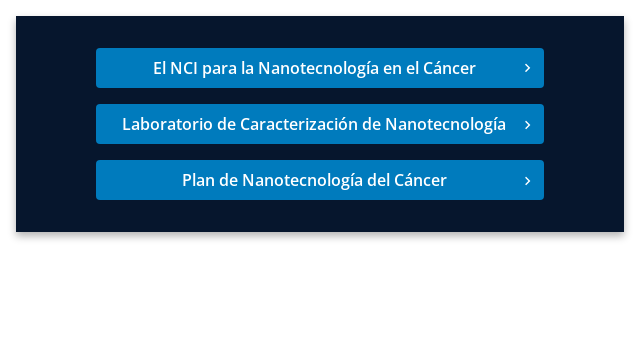 El NCI para la Nanotecnología en el Cáncer
Laboratorio de Caracterización de Nanotecnología
Plan de Nanotecnología del Cáncer